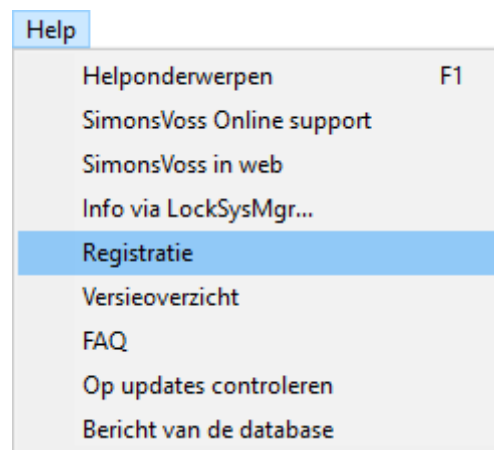 Help
Helponderwerpen F1
SimonsVoss Online support
SimonsVoss in web
Info via LockSysMgr...
Registratie
Versieoverzicht
FAQ
Op updates controleren
Bericht van de database